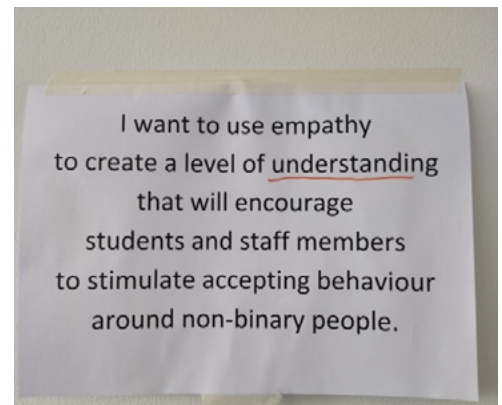 I want to use empathy
to create a level of understanding
that will encourage
students and staff members
to stimulate accepting behaviour
around non-binary people.